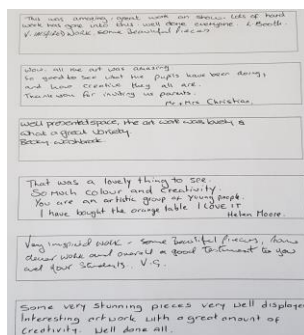 This was amazing, great work on show. Lots of hard
work has gone into this well done everyone. C Booth.
V. inspired work some beautiful pieces
Wow, all the art was amazing
So good to see what the pupils have been doing,
and how creative they all are.
Thank you for inviting us parents.
Mr + Mrs Christian.
Well presented space, the art work was lovely &
what a great variety
Becky
That was a lovely thing to see.
So much colour and creativity.
You are an artistic group of young people.
I have bought the orange table I LOVE IT
Helen Moore.
Very inspired work - some beautiful pieces, some
clever work and overall a good testiment to you
and your students. V.G.
Some very stunning pieces very well displayed
Interesting artwork with a great amount of
creativity. Well done all.